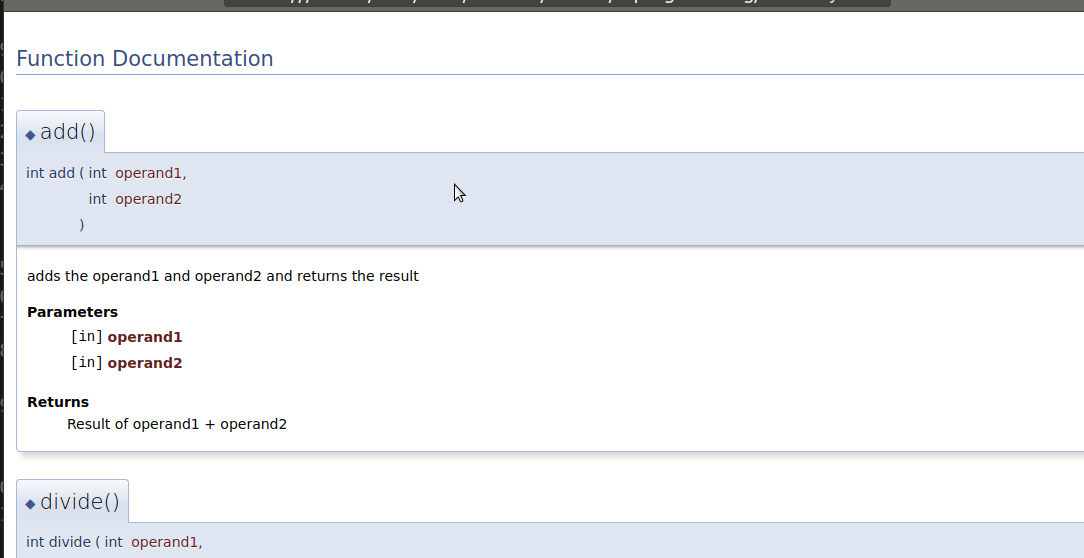 Function Documentation
◆ add()
int add ( int operand1,
int operand2
)
adds the operand1 and operand2 and returns the result
Parameters
[in] operand1
[in] operand2
Returns
Result of operand1 + operand2
◆ divide()
int divide ( int operand1,